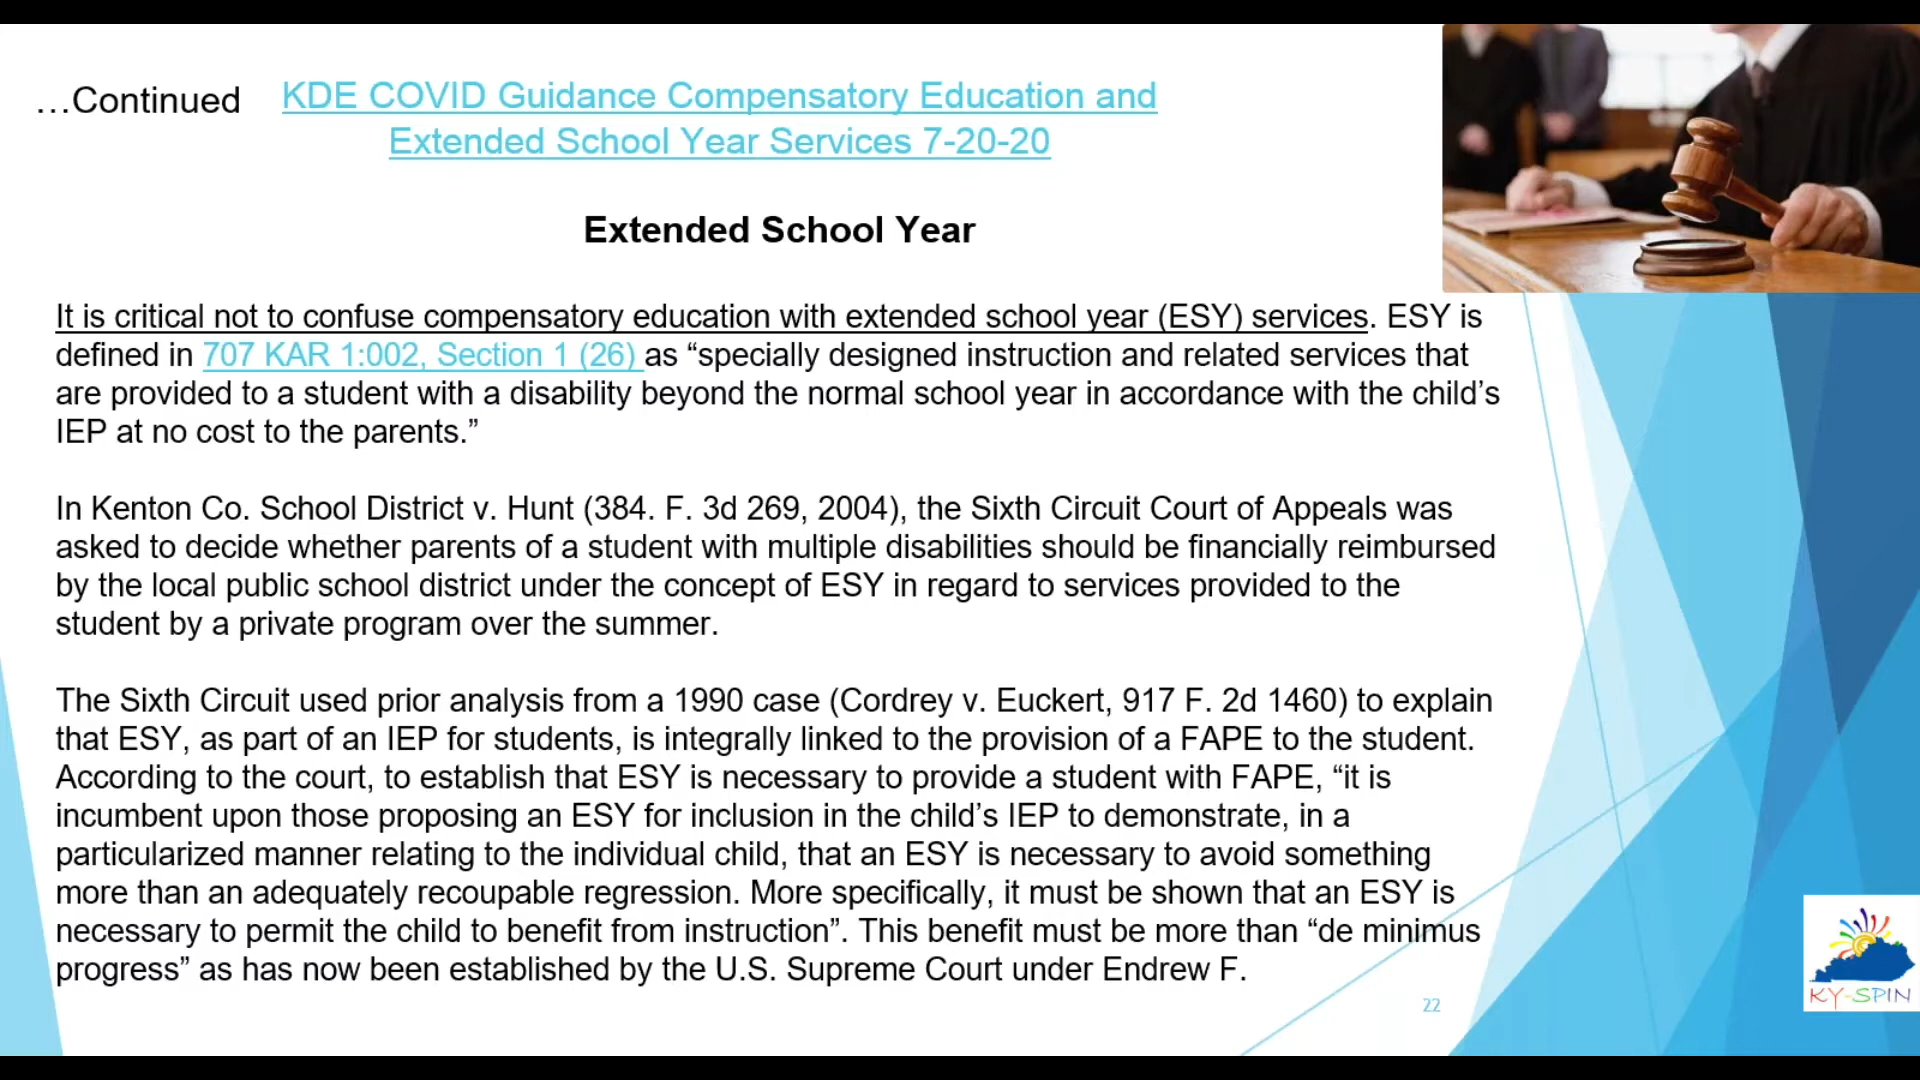 …Continued
KDE COVID Guidance Compensatory Education and
Extended School Year Services 7-20-20
Extended School Year
It is critical not to confuse compensatory education with extended school year (ESY) services. ESY is
defined in 707 KAR 1:002, Section 1 (26) as “specially designed instruction and related services that
are provided to a student with a disability beyond the normal school year in accordance with the child’s
IEP at no cost to the parents.”
In Kenton Co. School District v. Hunt (384. F. 3d 269, 2004), the Sixth Circuit Court of Appeals was
asked to decide whether parents of a student with multiple disabilities should be financially reimbursed
by the local public school district under the concept of ESY in regard to services provided to the
student by a private program over the summer.
The Sixth Circuit used prior analysis from a 1990 case (Cordrey v. Euckert, 917 F. 2d 1460) to explain
that ESY, as part of an IEP for students, is integrally linked to the provision of a FAPE to the student.
According to the court, to establish that ESY is necessary to provide a student with FAPE, “it is
incumbent upon those proposing an ESY for inclusion in the child’s IEP to demonstrate, in a
particularized manner relating to the individual child, that an ESY is necessary to avoid something
more than an adequately recoupable regression. More specifically, it must be shown that an ESY is
necessary to permit the child to benefit from instruction”. This benefit must be more than “de minimus
progress” as has now been established by the U.S. Supreme Court under Endrew F.
22
KY-SPIN